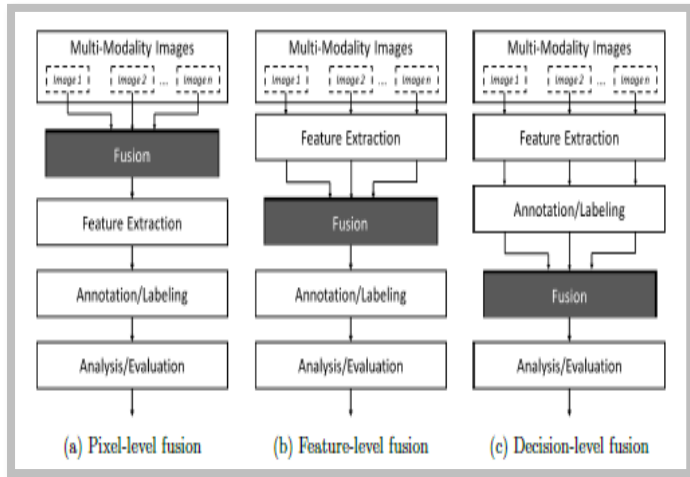 Multi-Modality Images
Image 1 Image 2 ... Image n
Fusion
Feature Extraction
Annotation/Labeling
Analysis/Evaluation
(a) Pixel-level fusion
Multi-Modality Images
Image 1 Image 2 ... Image n
Feature Extraction
Fusion
Annotation/Labeling
Analysis/Evaluation
(b) Feature-level fusion
Multi-Modality Images
Image 1 Image 2 ... Image n
Feature Extraction
Annotation/Labeling
Fusion
Analysis/Evaluation
(c) Decision-level fusion